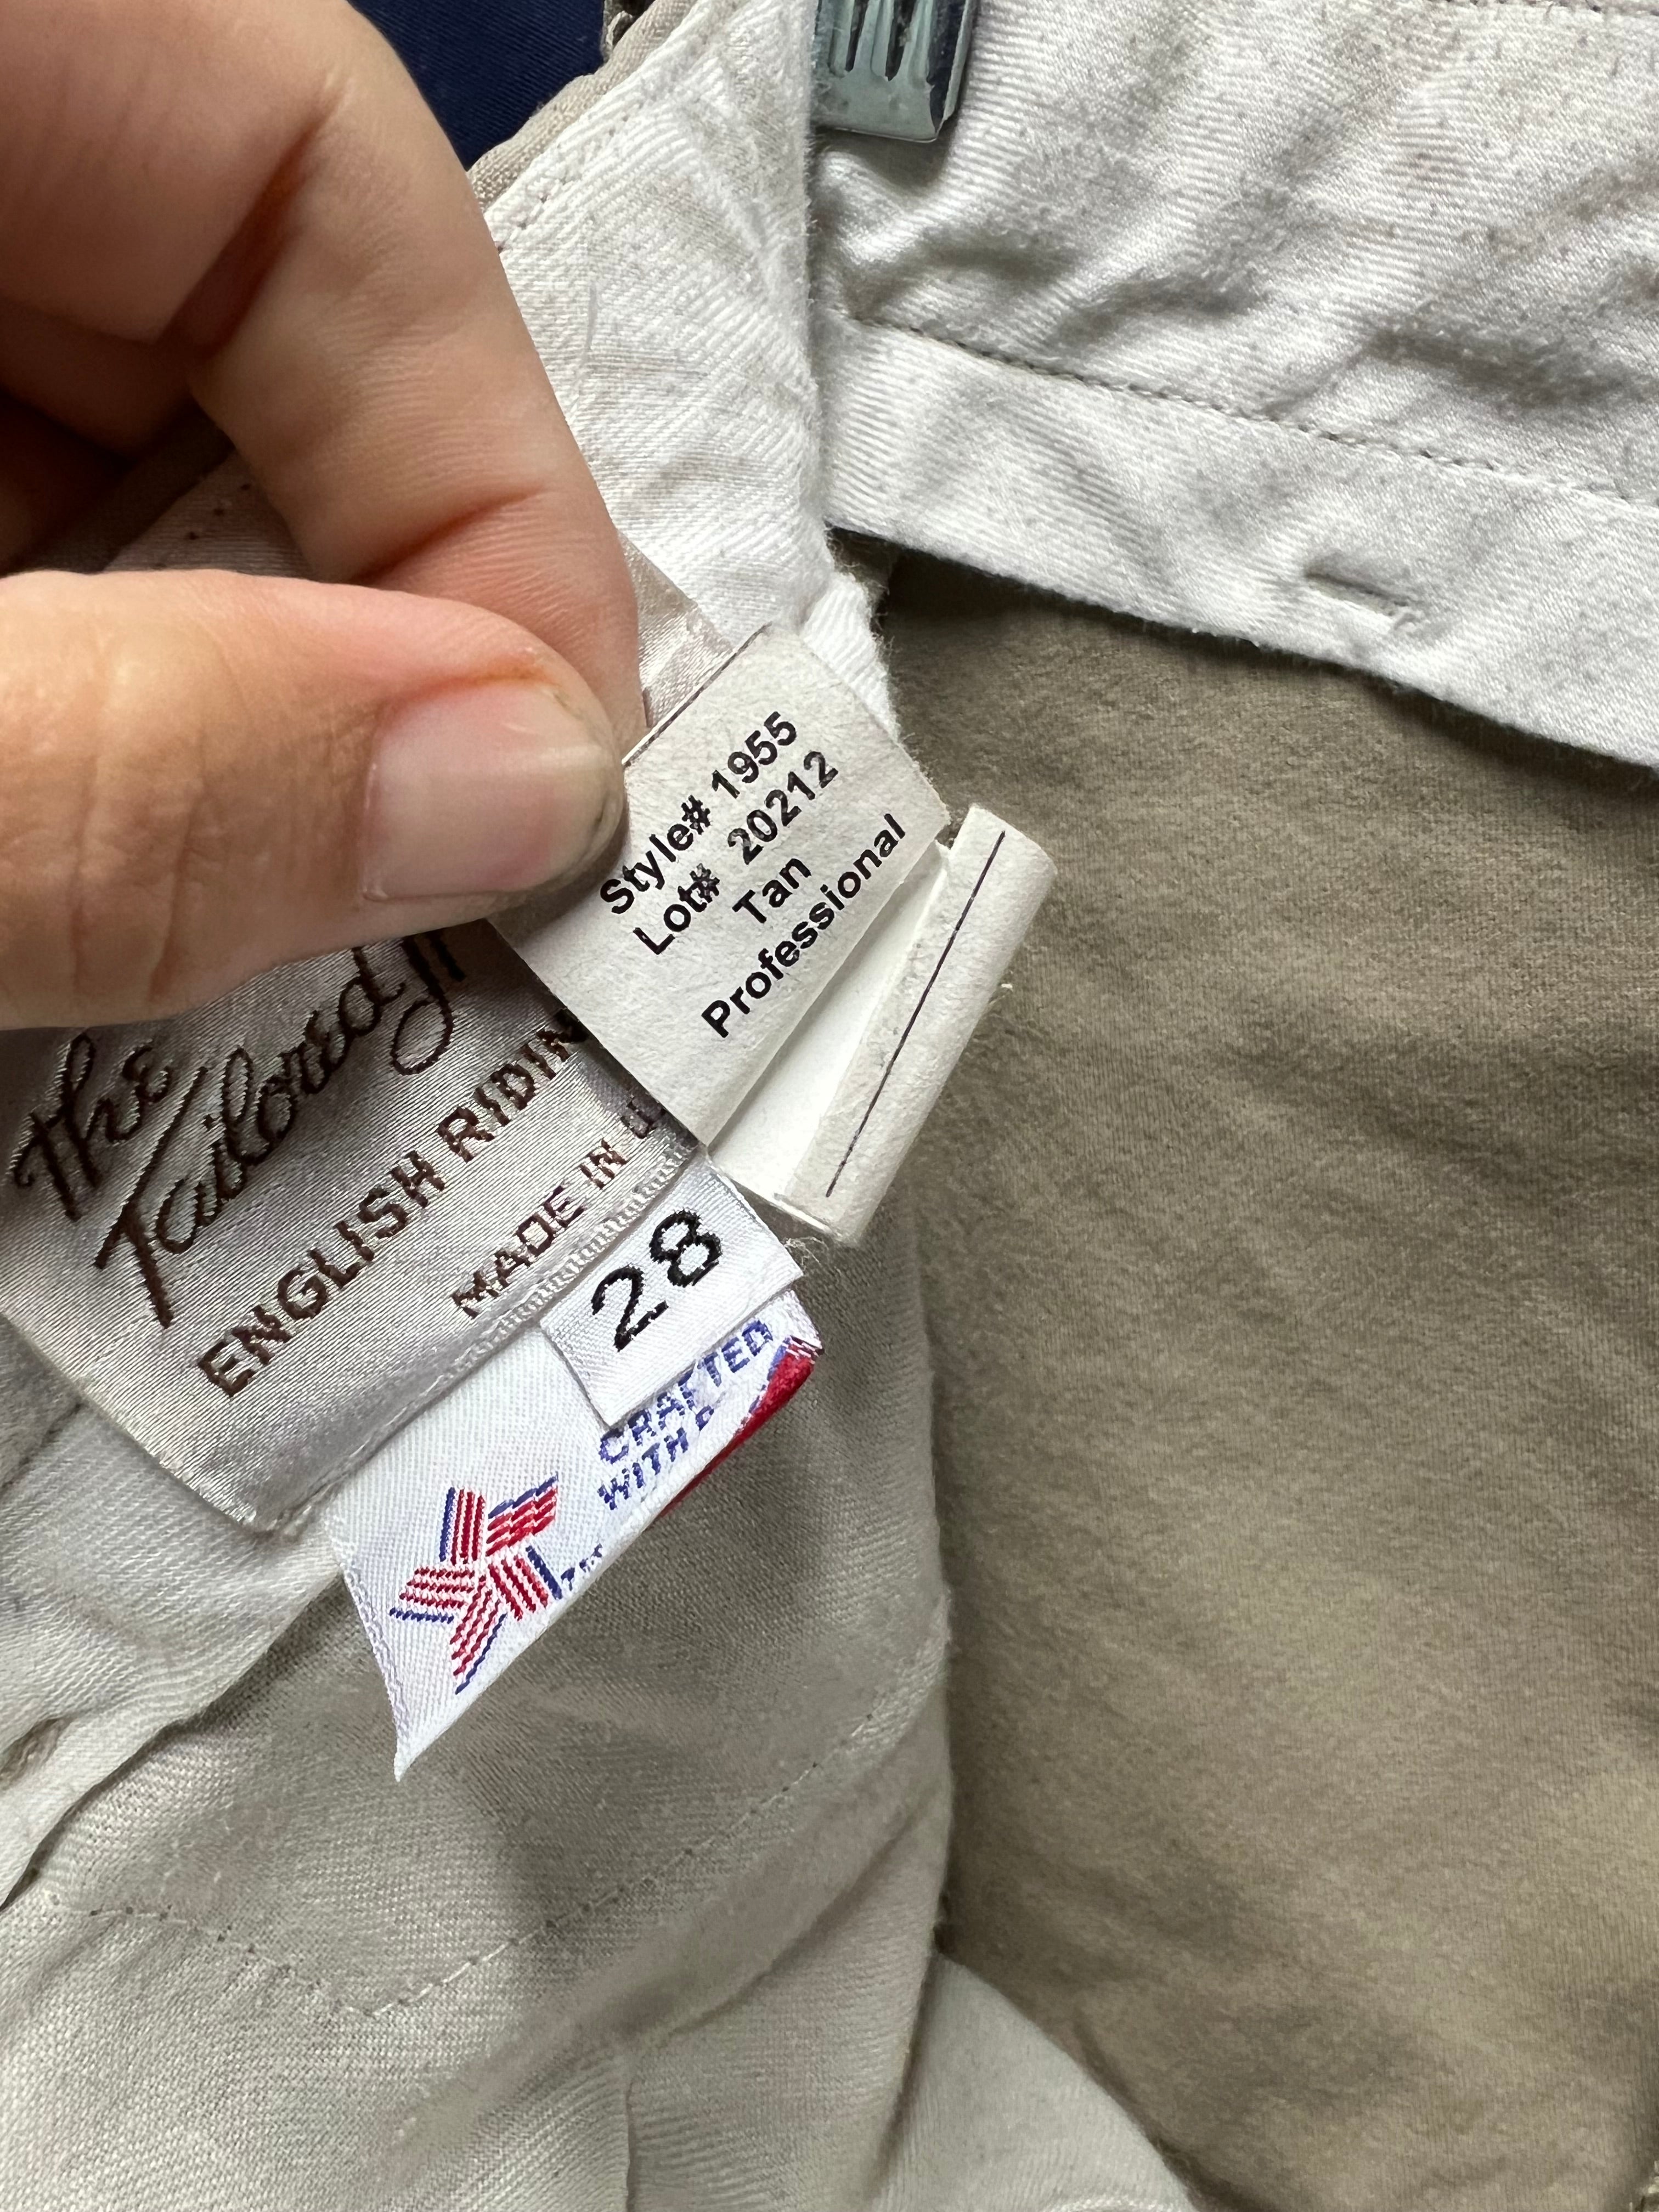 Style# 1955
Lot# 20212
Tan
Professional
The
Tailored
ENGLISH RIDIN
MADE IN U
28
CRAFTED
WITH